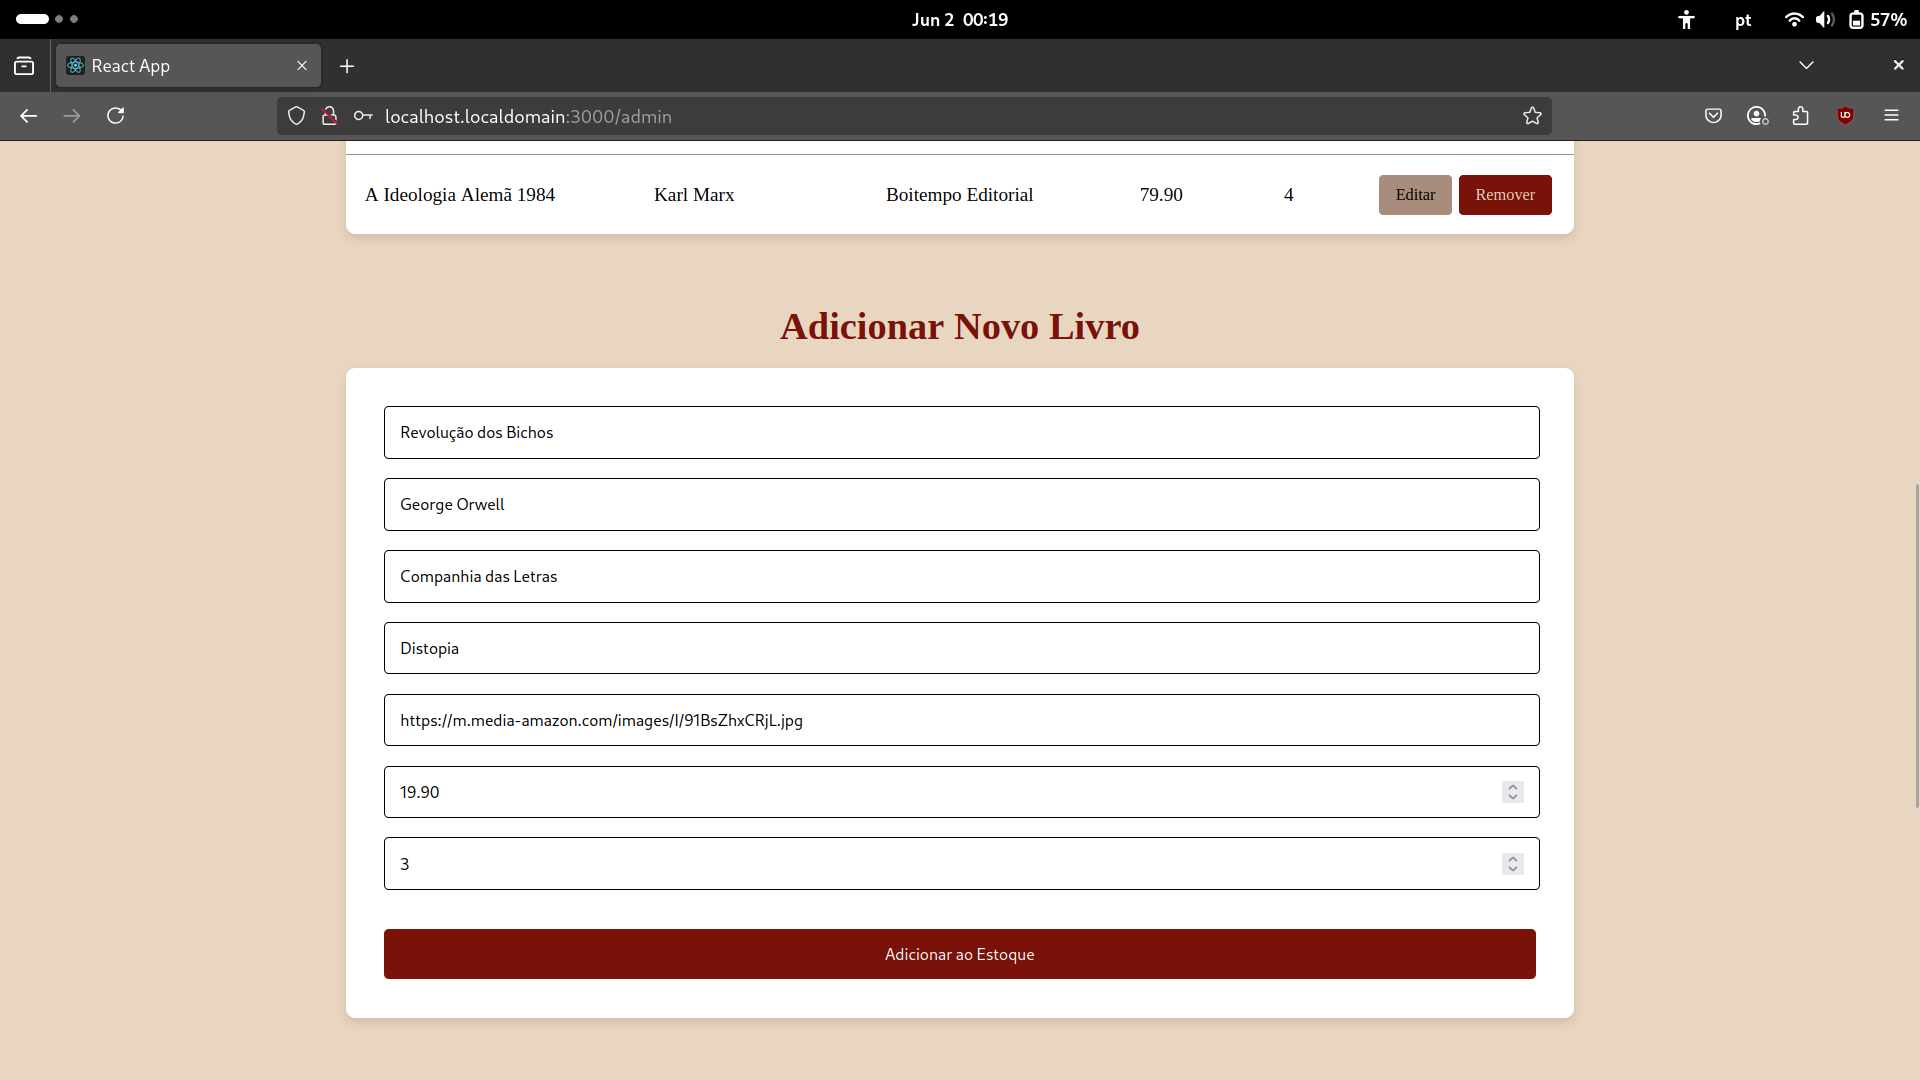 Jun 2 00:19
pt
57%
React App
localhost.localdomain:3000/admin
A Ideologia Alemã 1984 Karl Marx Boitempo Editorial 79.90 4 Editar Remover
Adicionar Novo Livro
Revolução dos Bichos
George Orwell
Companhia das Letras
Distopia
https://m.media-amazon.com/images/I/91BsZhxCRjL.jpg
19.90
3
Adicionar ao Estoque